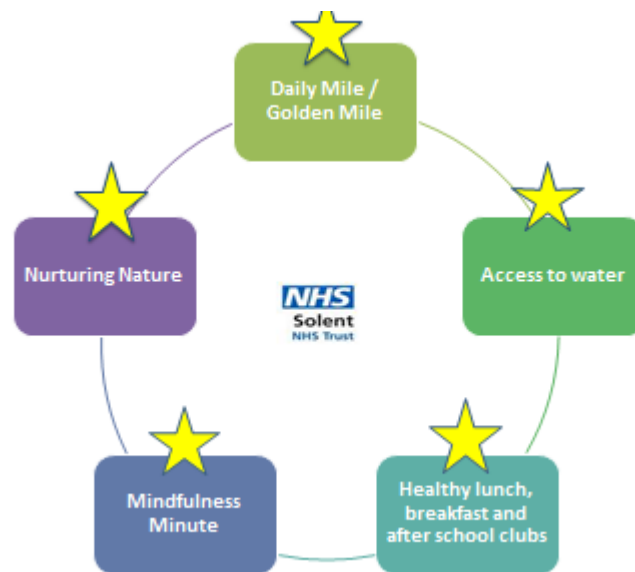 Daily Mile /
Golden Mile
Nurturing Nature
Access to water
NHS
Solent
NHS Trust
Mindfulness
Minute
Healthy lunch,
breakfast and
after school clubs